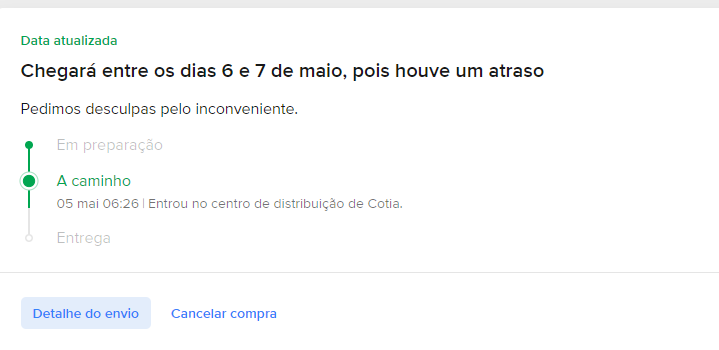 Data atualizada
Chegará entre os dias 6 e 7 de maio, pois houve um atraso
Pedimos desculpas pelo inconveniente.
Em preparação
A caminho
05 mai 06:26 | Entrou no centro de distribuição de Cotia.
Entrega
Detalhe do envio Cancelar compra